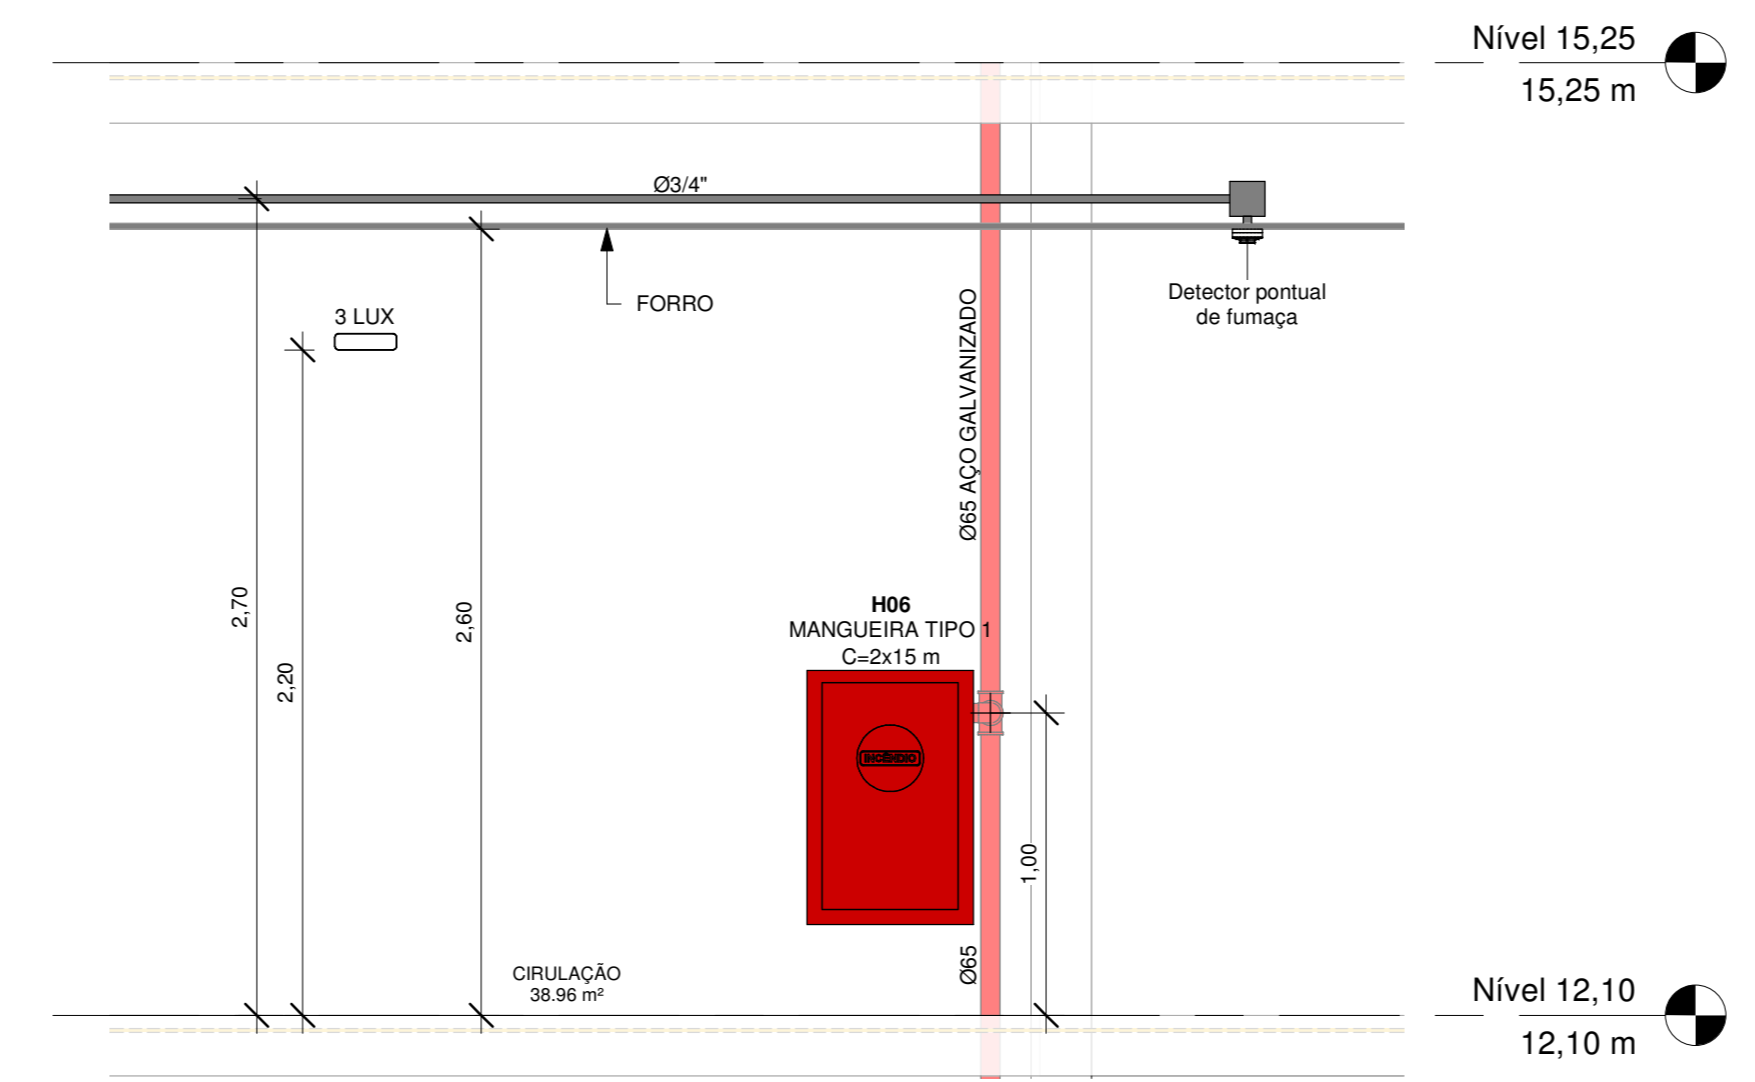 Nível 15,25
15,25 m
Ø3/4"
FORRO
Detector pontual
de fumaça
3 LUX
Ø65 AÇO GALVANIZADO
2,70
2,20
2,60
H06
MANGUEIRA TIPO 1
C=2x15 m
INCÊNDIO
1,00
Ø65
CIRULAÇÃO
38.96 m²
Nível 12,10
12,10 m